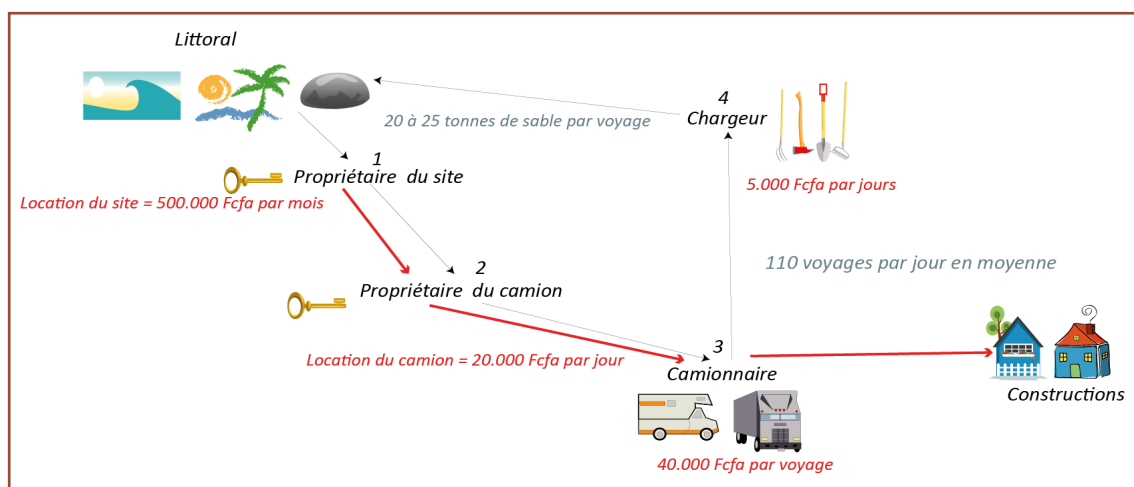 Littoral
4
Chargeur
20 à 25 tonnes de sable par voyage
1
Propriétaire du site
5.000 Fcfa par jours
Location du site = 500.000 Fcfa par mois
2
Propriétaire du camion
110 voyages par jour en moyenne
Location du camion = 20.000 Fcfa par jour
3
Camionnaire
Constructions
40.000 Fcfa par voyage